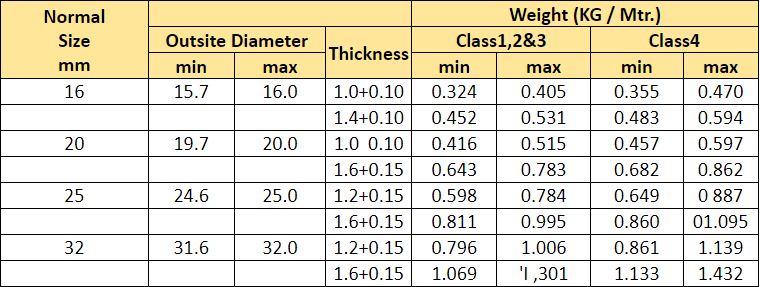 Normal Size mm Weight (KG / Mtr.)
Outsite Diameter Thickness Class1,2&3 Class4
min max min max min max
16 15.7 16.0 1.0+0.10 0.324 0.405 0.355 0.470
1.4+0.10 0.452 0.531 0.483 0.594
20 19.7 20.0 1.0 0.10 0.416 0.515 0.457 0.597
1.6+0.15 0.643 0.783 0.682 0.862
25 24.6 25.0 1.2+0.15 0.598 0.784 0.649 0 887
1.6+0.15 0.811 0.995 0.860 01.095
32 31.6 32.0 1.2+0.15 0.796 1.006 0.861 1.139
1.6+0.15 1.069 'I ,301 1.133 1.432